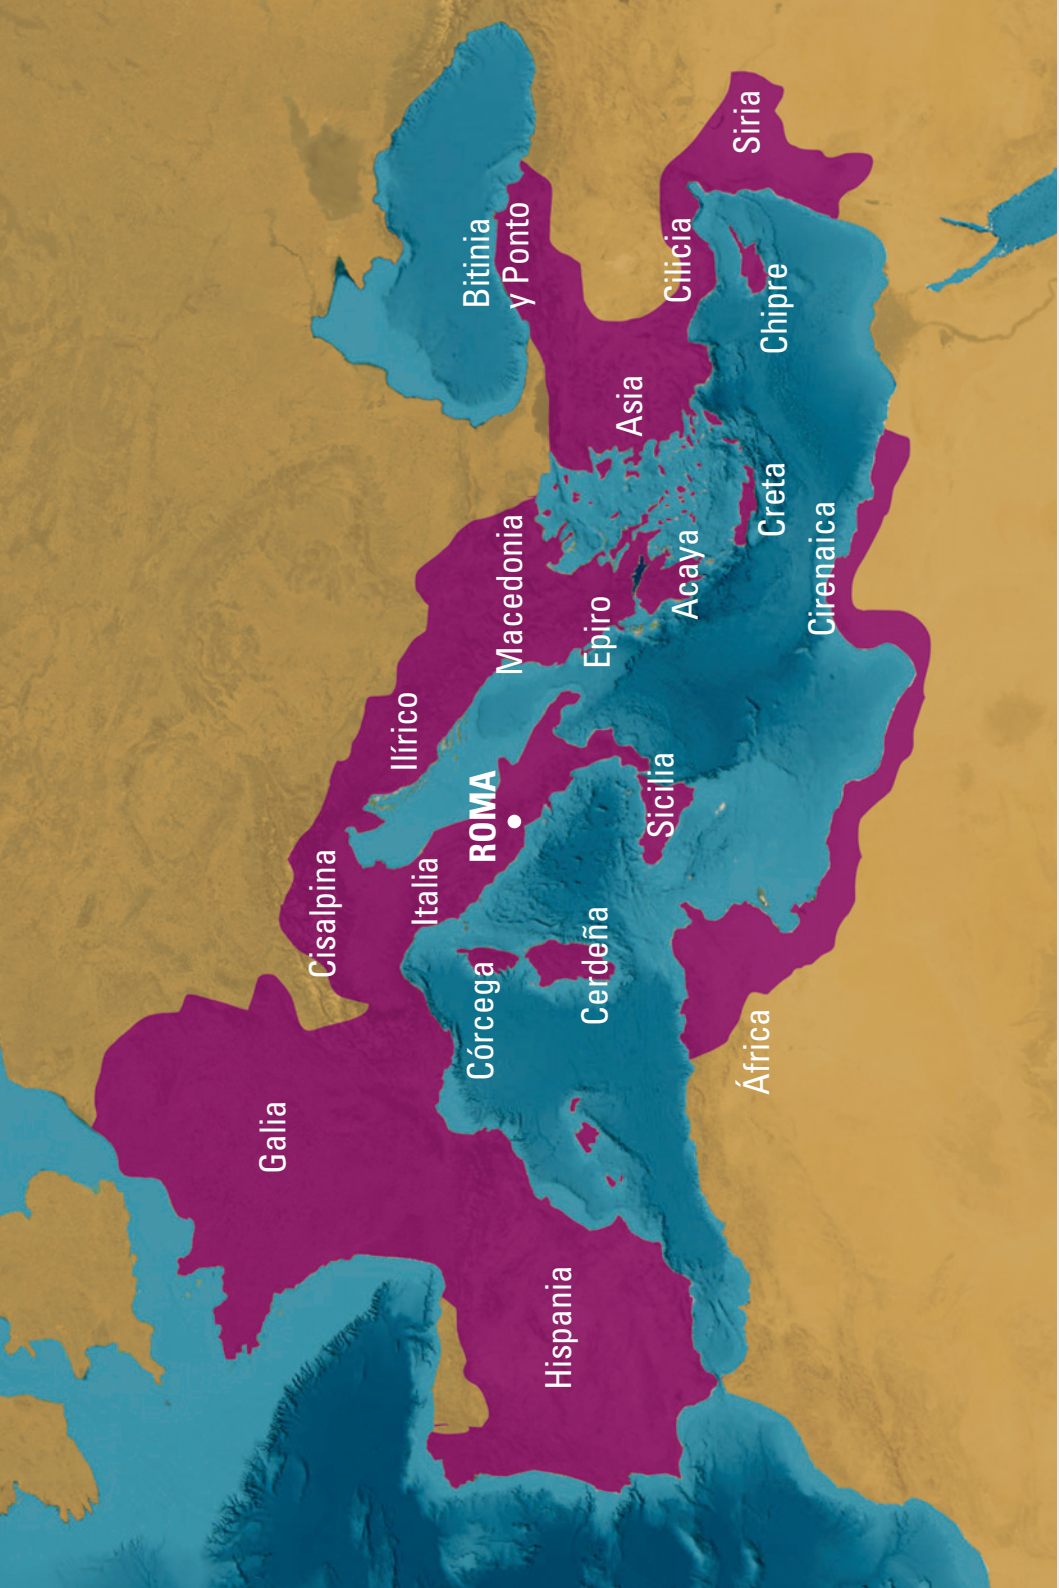 Galia
Hispania
Cisalpina
Italia
ROMA
Córcega
Cerdeña
Sicilia
Ilírico
Macedonia
Epiro
Acaya
Creta
Cirenaica
África
Asia
Bitinia
y Ponto
Cilicia
Chipre
Siria